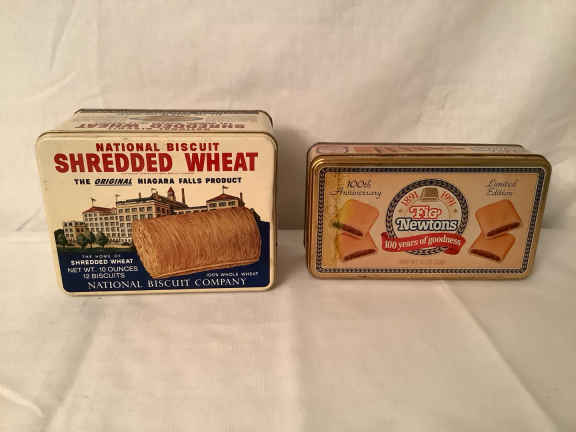 SHREDDED WHEAT
NATIONAL BISCUIT
SHREDDED WHEAT
THE ORIGINAL NIAGARA FALLS PRODUCT
THE HOME OF
SHREDDED WHEAT
NET WT. 10 OUNCES
12 BISCUITS
100% WHOLE WHEAT
NATIONAL BISCUIT COMPANY
100th
Anniversary
Limited
Edition
1891 1991
Fig
Newtons
100 years of goodness